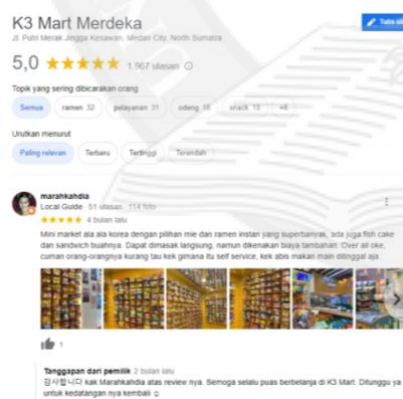 K3 Mart Merdeka
Jl. Putri Merak Jingga Kesawan, Medan City, North Sumatra
Tulis
5,0
1.967 ulasan
Topik yang sering dibicarakan orang
Semua ramen 32 pelayanan 31 odeng 18 snack 10 +6
Urutkan menurut
Paling relevan Terbaru Tertinggi Terendah
marahkahdia
Local Guide 51 ulasan 114 foto
4 bulan lalu
Mini market ala ala korea dengan pilihan mie dan ramen instan yang superbanyak, ada juga fish cake
dan sandwich buahnya. Dapat dimasak langsung, namun dikenakan biaya tambahan. Over all oke,
cuman orang-orangnya kurang tau kek gimana itu self service, kek abis makan main ditinggal aja
1
Tanggapan dari pemilik 2 bulan lalu
감사합니다 kak Marahkahdia atas review nya. Semoga selalu puas berbelanja di K3 Mart. Ditunggu ya
untuk kedatangan nya kembali